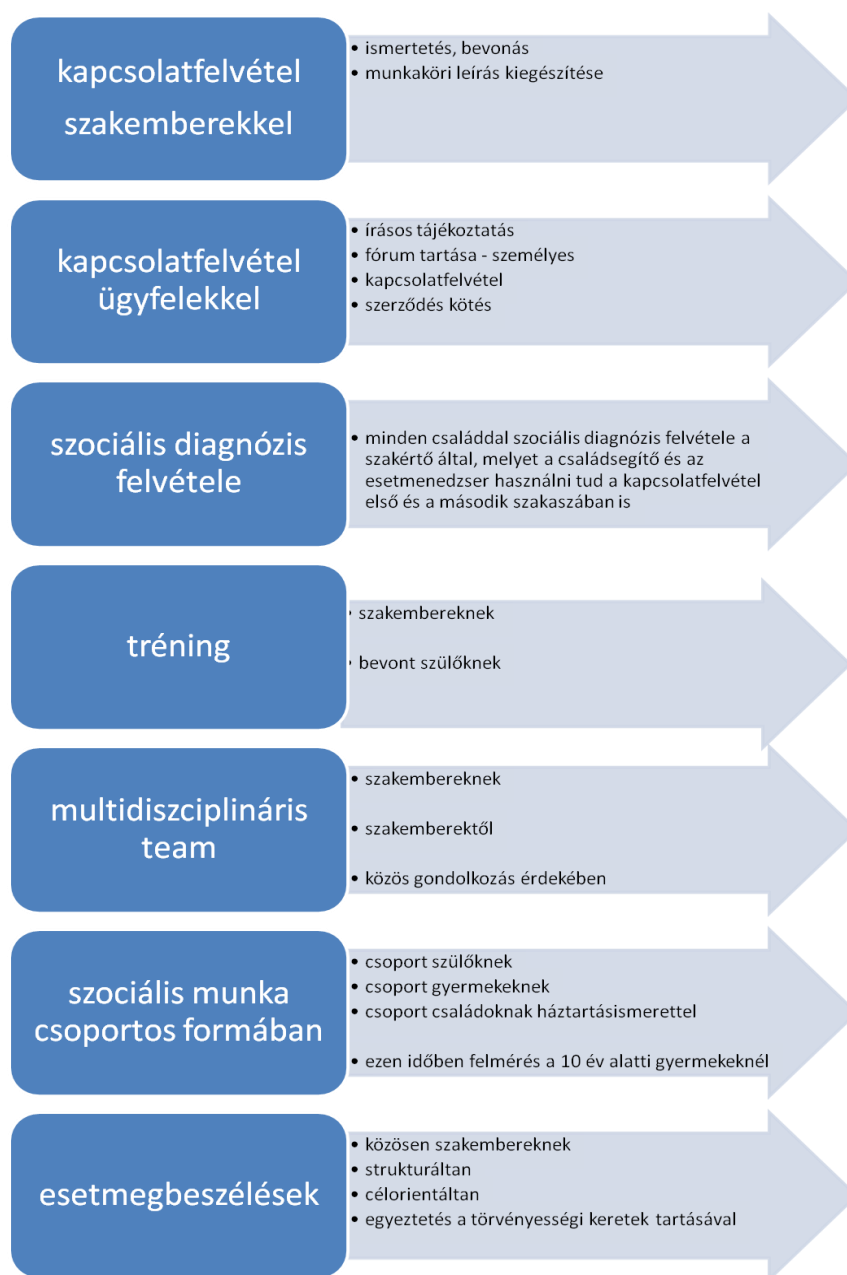 kapcsolatfelvétel
szakemberekkel
• ismertetés, bevonás
• munkaköri leírás kiegészítése
kapcsolatfelvétel
ügyfelekkel
• írásos tájékoztatás
• fórum tartása - személyes
• kapcsolatfelvétel
• szerződés kötés
szociális diagnózis
felvétele
• minden családdal szociális diagnózis felvétele a
szakértő által, melyet a családsegítő és az
esetmenedzser használni tud a kapcsolatfelvétel
első és a második szakaszában is
tréning
• szakembereknek
• bevont szülőknek
multidiszciplináris
team
• szakembereknek
• szakemberektől
• közös gondolkozás érdekében
szociális munka
csoportos formában
• csoport szülőknek
• csoport gyermekeknek
• csoport családoknak háztartásismerettel
• ezen időben felmérés a 10 év alatti gyermekeknél
esetmegbeszélések
• közösen szakembereknek
• strukturáltan
• célorientáltan
• egyeztetés a törvényességi keretek tartásával